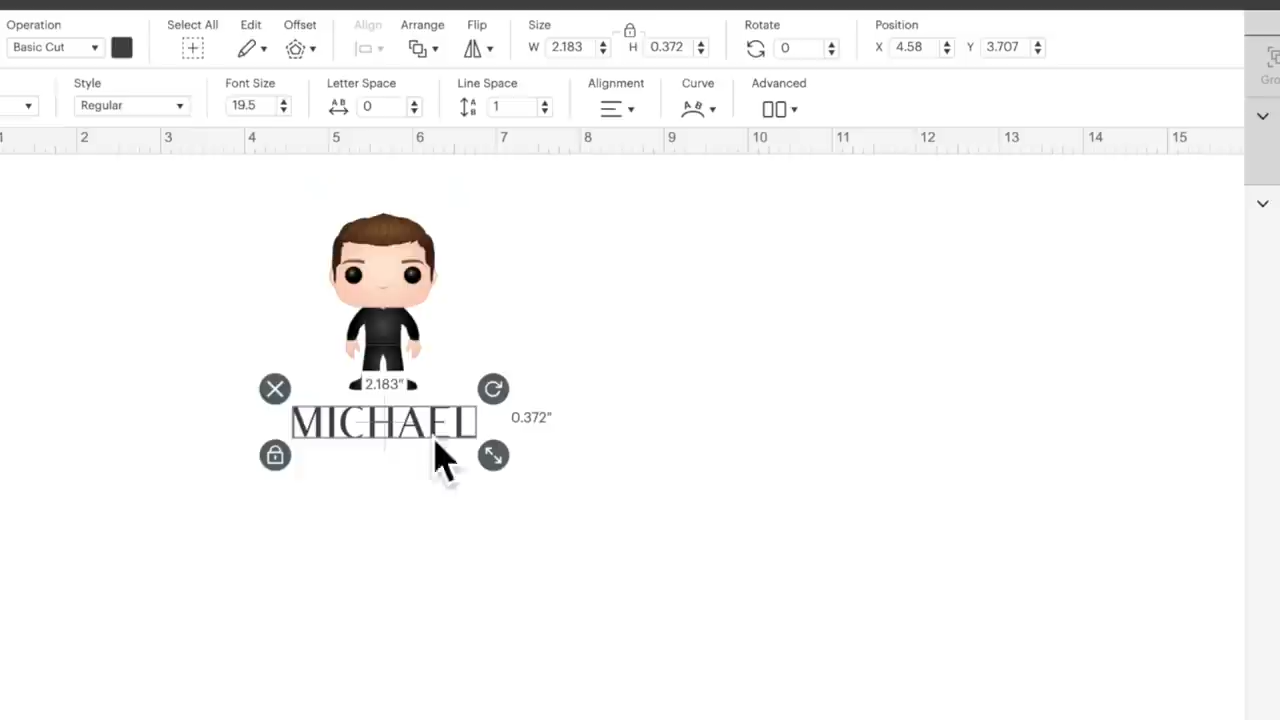 Operation Select All Edit Offset Align Arrange Flip Size Rotate Position
Basic Cut W 2.183 H 0.372 0 X 4.58 Y 3.707
Gro
Style Font Size Letter Space Line Space Alignment Curve Advanced
Regular 19.5 0 1
1 2 3 4 5 6 7 8 9 10 11 12 13 14 15
2.183"
MICHAEL
0.372"